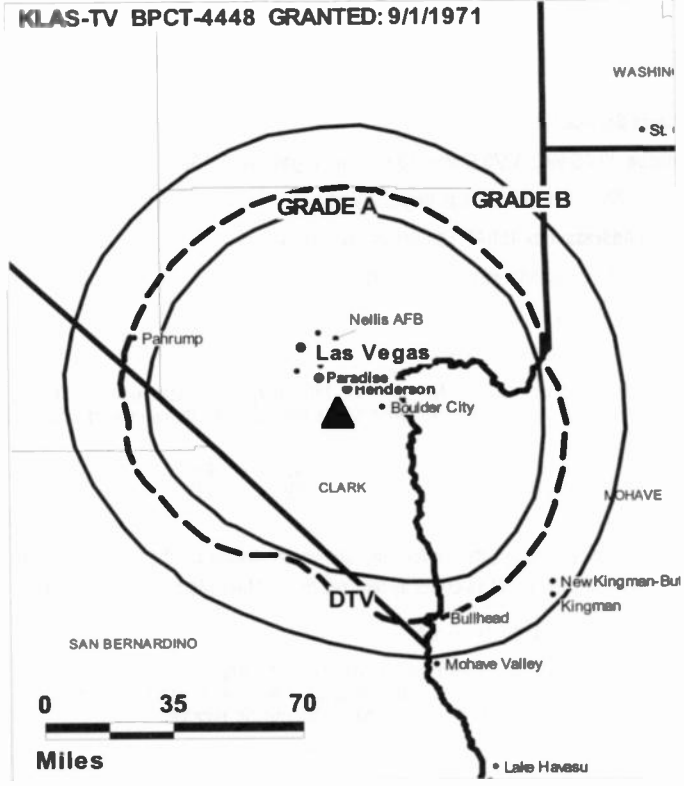 KLAS-TV BPCT-4448 GRANTED: 9/1/1971
WASHIN
St.
GRADE A
GRADE B
Nellis AFB
Pahrump
Las Vegas
Paradise
Henderson
Boulder City
CLARK
MOHAVE
New Kingman-But
Kingman
DTV
Bullhead
SAN BERNARDINO
Mohave Valley
0 35 70
Miles
Lake Havasu